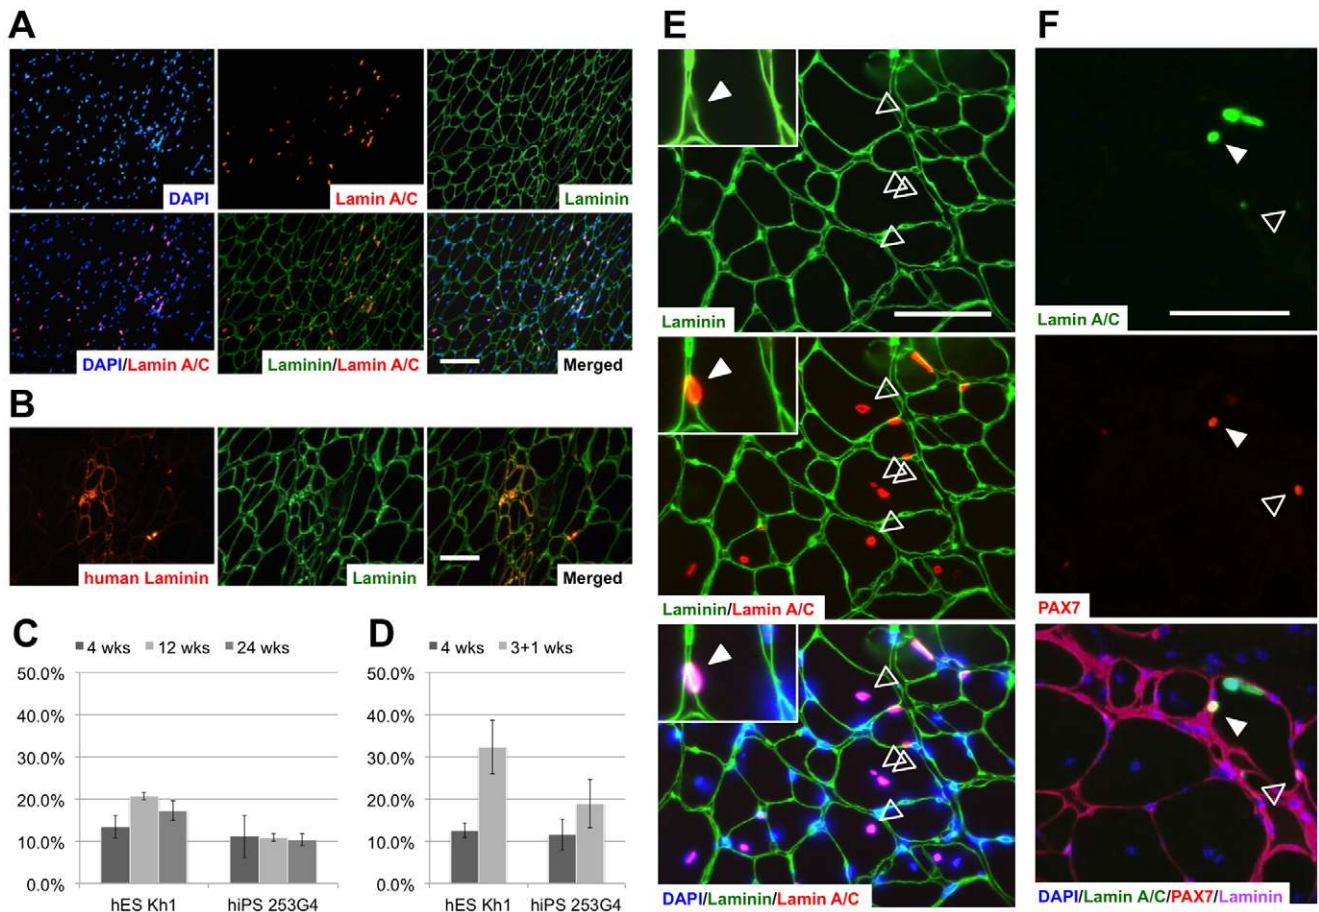 A
DAPI
Lamin A/C
Laminin
DAPI/Lamin A/C
Laminin/Lamin A/C
Merged
B
human Laminin
Laminin
Merged
C
4 wks 12 wks 24 wks
50.0%
40.0%
30.0%
20.0%
10.0%
0.0%
hES Kh1 hiPS 253G4
D
4 wks 3+1 wks
50.0%
40.0%
30.0%
20.0%
10.0%
0.0%
hES Kh1 hiPS 253G4
E
Laminin
Laminin/Lamin A/C
DAPI/Laminin/Lamin A/C
F
Lamin A/C
PAX7
DAPI/Lamin A/C/PAX7/Laminin